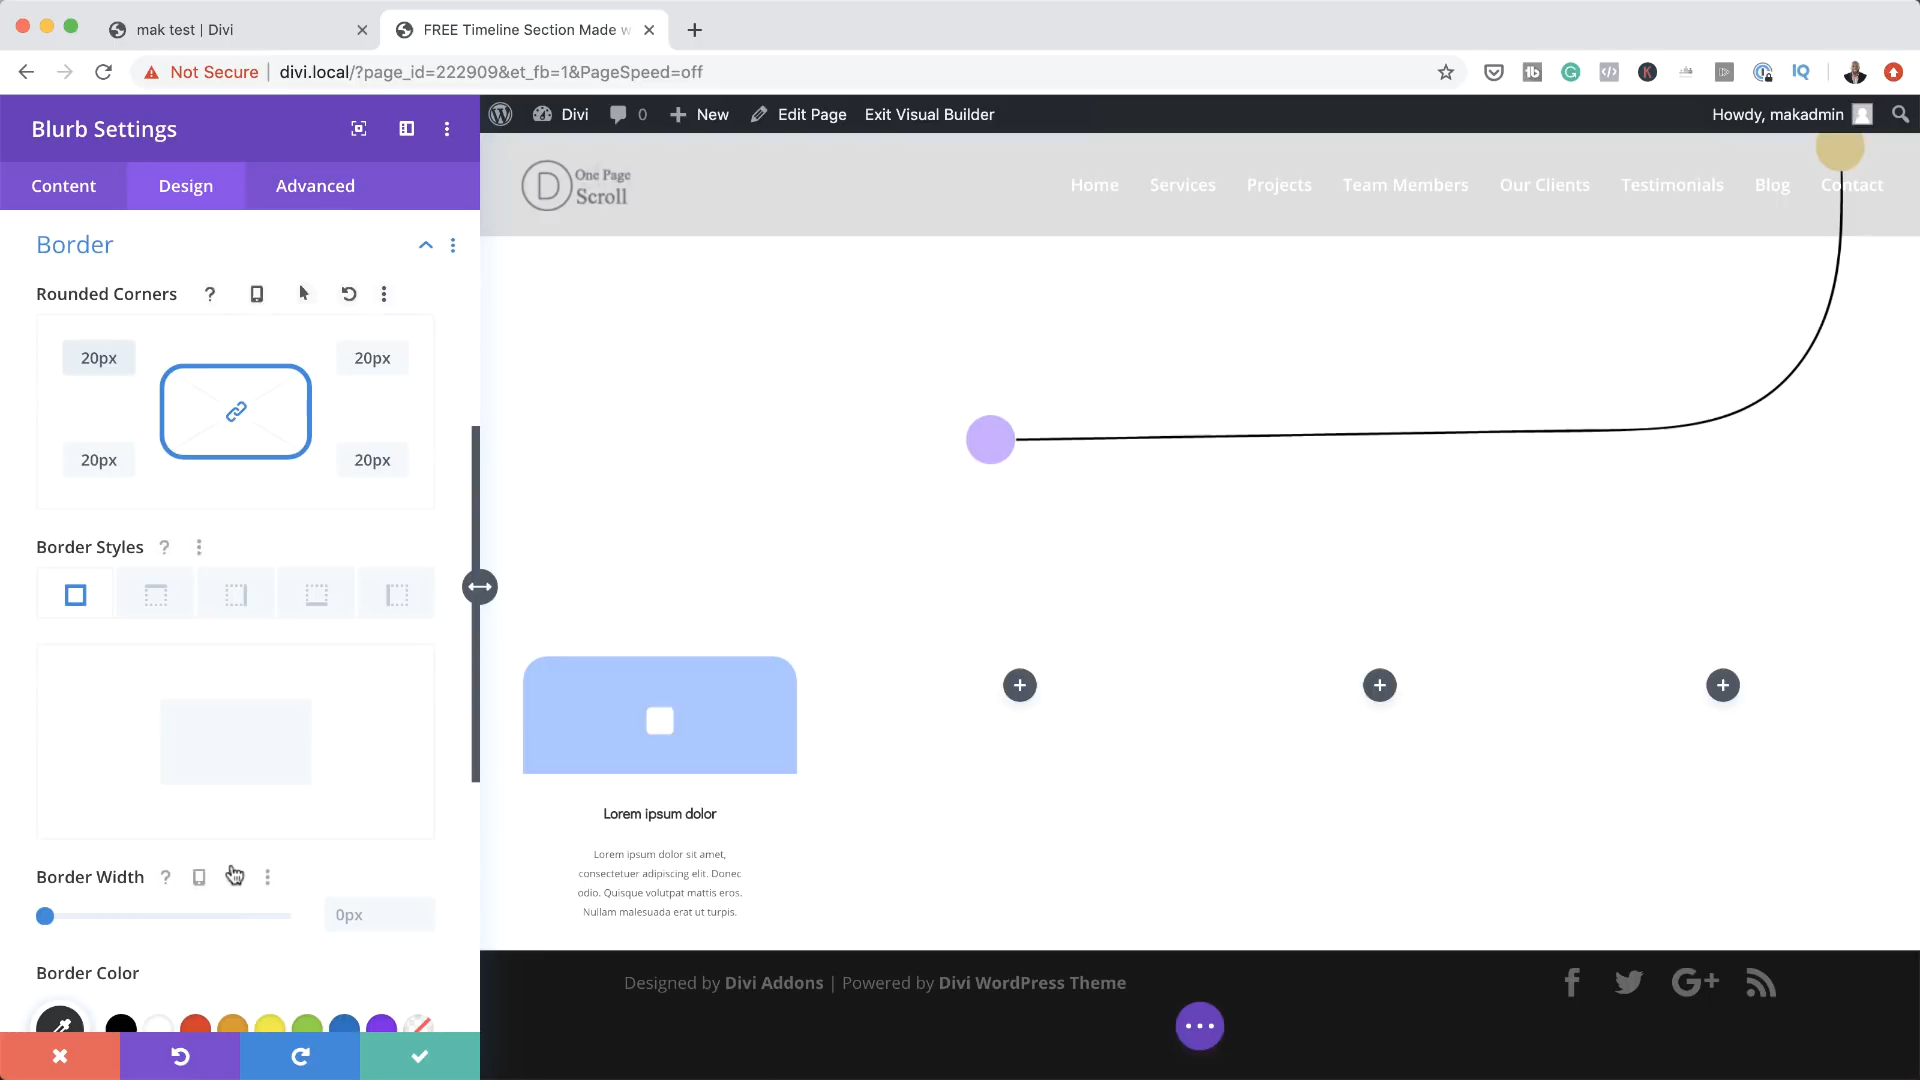 mak test | Divi
FREE Timeline Section Made w
Not Secure | divi.local/?page_id=222909&et_fb=1&PageSpeed=off
Blurb Settings
Content Design Advanced
Border
Rounded Corners ?
20px 20px
20px 20px
Border Styles ?
Border Width ?
0px
Border Color
Divi 0 + New Edit Page Exit Visual Builder Howdy, makadmin
D One Page
Scroll
Home Services Projects Team Members Our Clients Testimonials Blog Contact
Lorem ipsum dolor
Lorem ipsum dolor sit amet,
consectetuer adipiscing elit. Donec
odio. Quisque volutpat mattis eros.
Nullam malesuada erat ut turpis.
Designed by Divi Addons | Powered by Divi WordPress Theme